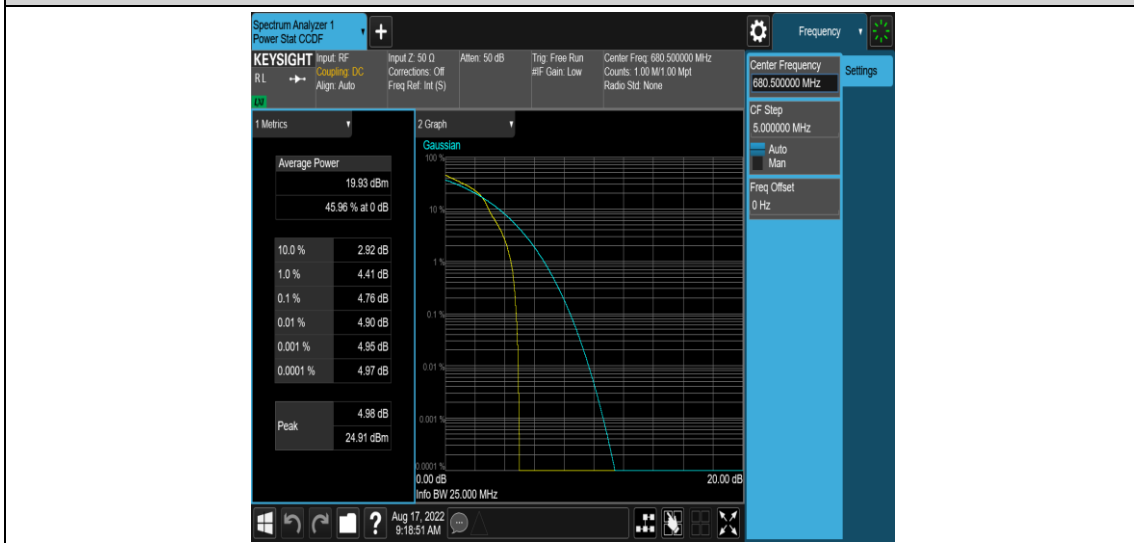 Spectrum Analyzer 1
Power Stat CCDF
Frequency
KEYSIGHT
RL
LXI
Input: RF
Coupling: DC
Align: Auto
Input Z: 50 Ω
Corrections: Off
Freq Ref: Int (S)
Atten: 50 dB
Trig: Free Run
#IF Gain: Low
Center Freq: 680.500000 MHz
Counts: 1.00 M/1.00 Mpt
Radio Std: None
Center Frequency
680.500000 MHz
Settings
CF Step
5.000000 MHz
Auto
Man
Freq Offset
0 Hz
1 Metrics
Average Power
19.93 dBm
45.96 % at 0 dB
10.0 % 2.92 dB
1.0 % 4.41 dB
0.1 % 4.76 dB
0.01 % 4.90 dB
0.001 % 4.95 dB
0.0001 % 4.97 dB
Peak
4.98 dB
24.91 dBm
2 Graph
Gaussian
100 %
10 %
1 %
0.1 %
0.01 %
0.001 %
0.0001 %
0.00 dB 20.00 dB
Info BW 25.000 MHz
?
Aug 17, 2022
9:18:51 AM